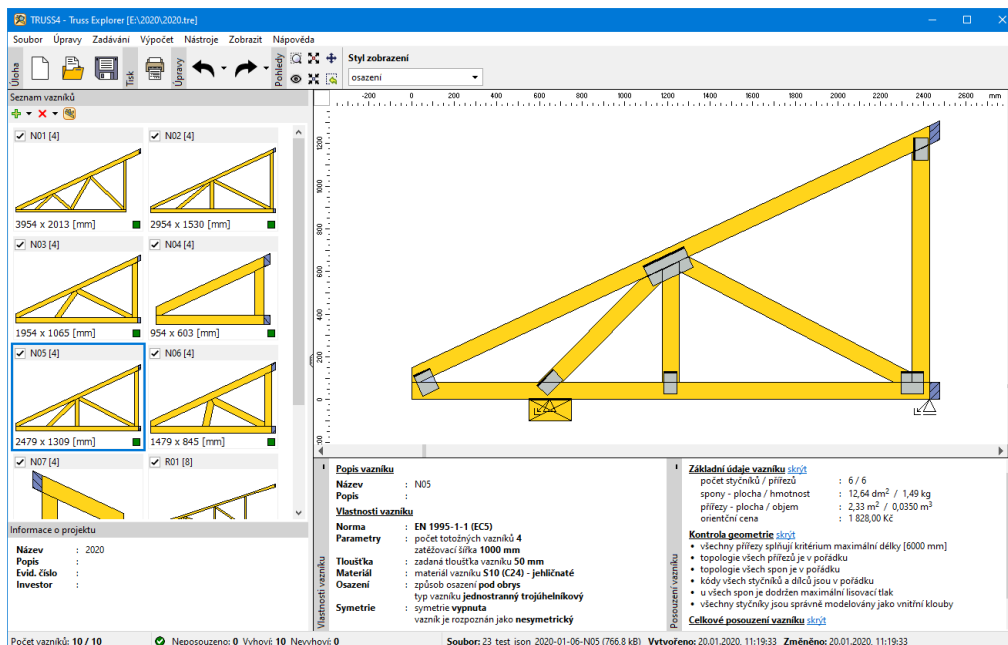 TRUSS4 - Truss Explorer [E:\2020\2020.tre]
Soubor Úpravy Zadávání Výpočet Nástroje Zobrazit Nápověda
Úloha
Tisk
Úpravy
Pohledy
Styl zobrazení
osazení
Seznam vazníků
N01 [4]
3954 x 2013 [mm]
N02 [4]
2954 x 1530 [mm]
N03 [4]
1954 x 1065 [mm]
N04 [4]
954 x 603 [mm]
N05 [4]
2479 x 1309 [mm]
N06 [4]
1479 x 845 [mm]
N07 [4]
R01 [8]
-200 0 200 400 600 800 1000 1200 1400 1600 1800 2000 2200 2400 2600 mm
1200
1000
800
600
400
200
0
Informace o projektu
Název : 2020
Popis :
Evid. číslo :
Investor :
Vlastnosti vazníku
Popis vazníku
Název : N05
Popis :
Vlastnosti vazníku
Norma : EN 1995-1-1 (EC5)
Parametry : počet totožných vazníků 4
zatěžovací šířka 1000 mm
Tloušťka : zadaná tloušťka vazníku 50 mm
Materiál : materiál vazníku S10 (C24) - jehličnaté
Osazení : způsob osazení pod obrys
typ vazníku jednostranný trojúhelníkový
Symetrie : symetrie vypnuta
vazník je rozpoznán jako nesymetrický
Posouzení vazníku
Základní údaje vazníku skrýt
počet styčníků / přířezů : 6 / 6
spony - plocha / hmotnost : 12,64 dm² / 1,49 kg
přířezy - plocha / objem : 2,33 m² / 0,0350 m³
orientční cena : 1 828,00 Kč
Kontrola geometrie skrýt
• všechny přířezy splňují kritérium maximální délky [6000 mm]
• topologie všech přířezů je v pořádku
• topologie všech spon je v pořádku
• kódy všech styčníků a dílců jsou v pořádku
• u všech spon je dodržen maximální lisovací tlak
• všechny styčníky jsou správně modelovány jako vnitřní klouby
Celkové posouzení vazníku skrýt
Počet vazníků: 10 / 10 Neposouzeno: 0 Vyhoví: 10 Nevyhoví: 0 Soubor: 23_test_json_2020-01-06-N05 (766.8 kB) Vytvořeno: 20.01.2020, 11:19:33 Změněno: 20.01.2020, 11:19:33